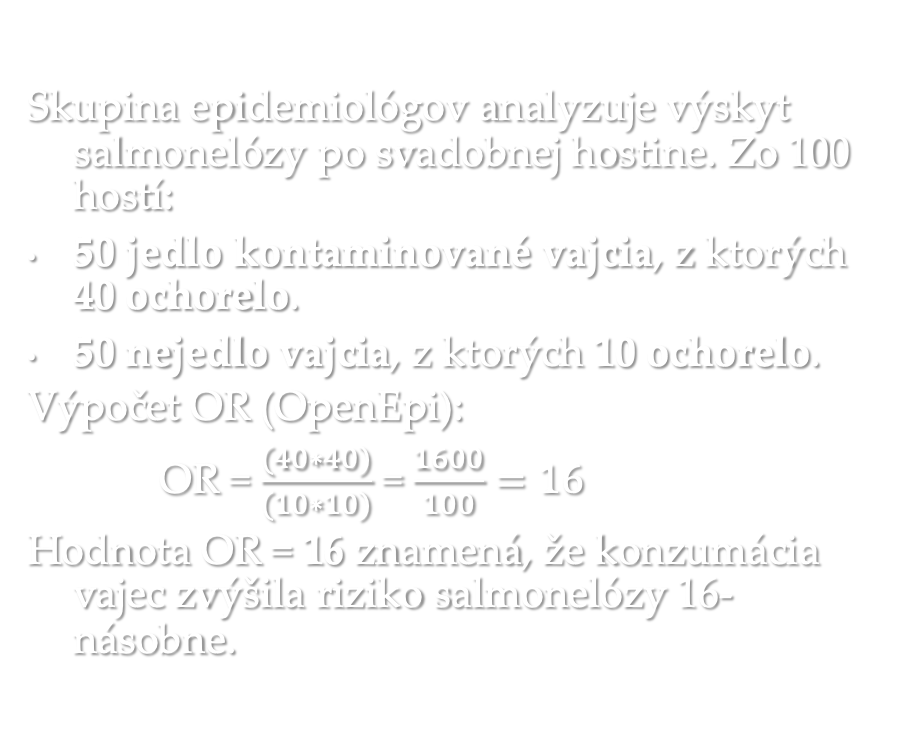 Skupina epidemiológov analyzuje výskyt
salmonelózy po svadobnej hostine. Zo 100
hostí:
• 50 jedlo kontaminované vajcia, z ktorých
40 ochorelo.
• 50 nejedlo vajcia, z ktorých 10 ochorelo.
Výpočet OR (OpenEpi):
OR = (40*40)/(10*10) = 1600/100 = 16
Hodnota OR = 16 znamená, že konzumácia
vajec zvýšila riziko salmonelózy 16-
násobne.